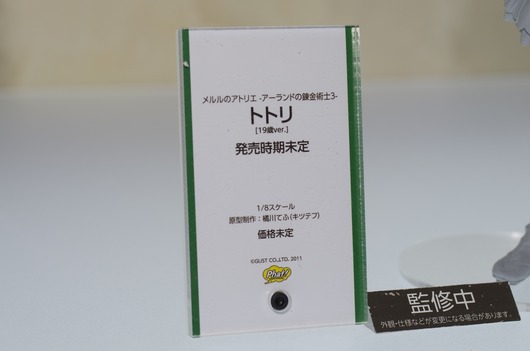 メルルのアトリエ -アーランドの錬金術士3-
トトリ
[19歳ver.]
発売時期未定
1/8スケール
原型制作：橘川てふ(キツテフ)
価格未定
©GUST CO.,LTD. 2011
Phat!
監修中
外観・仕様などが変更になる場合があります。